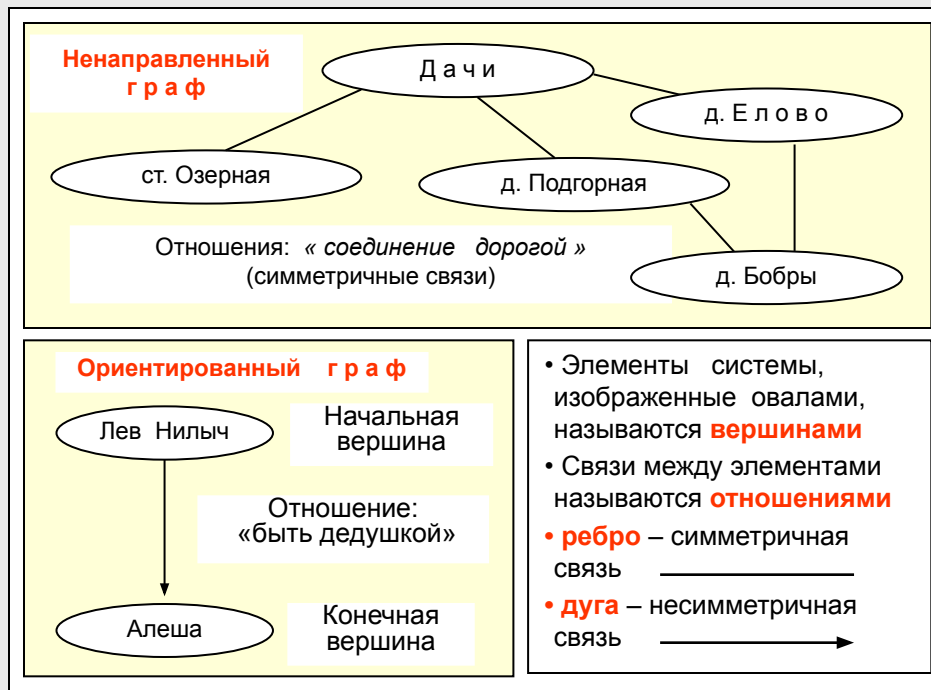 Ненаправленный
г р а ф
Д а ч и
д. Е л о в о
ст. Озерная
д. Подгорная
Отношения: « соединение дорогой »
(симметричные связи)
д. Бобры
Ориентированный г р а ф
Лев Нилыч
Начальная
вершина
Отношение:
«быть дедушкой»
Алеша
Конечная
вершина
• Элементы системы,
изображенные овалами,
называются вершинами
• Связи между элементами
называются отношениями
• ребро – симметричная
связь
• дуга – несимметричная
связь